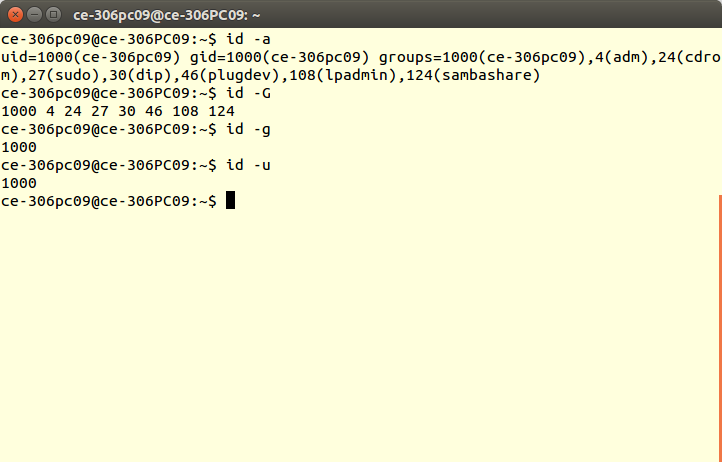 ce-306pc09@ce-306PC09: ~
ce-306pc09@ce-306PC09:~$ id -a
uid=1000(ce-306pc09) gid=1000(ce-306pc09) groups=1000(ce-306pc09),4(adm),24(cdro
m),27(sudo),30(dip),46(plugdev),108(lpadmin),124(sambashare)
ce-306pc09@ce-306PC09:~$ id -G
1000 4 24 27 30 46 108 124
ce-306pc09@ce-306PC09:~$ id -g
1000
ce-306pc09@ce-306PC09:~$ id -u
1000
ce-306pc09@ce-306PC09:~$